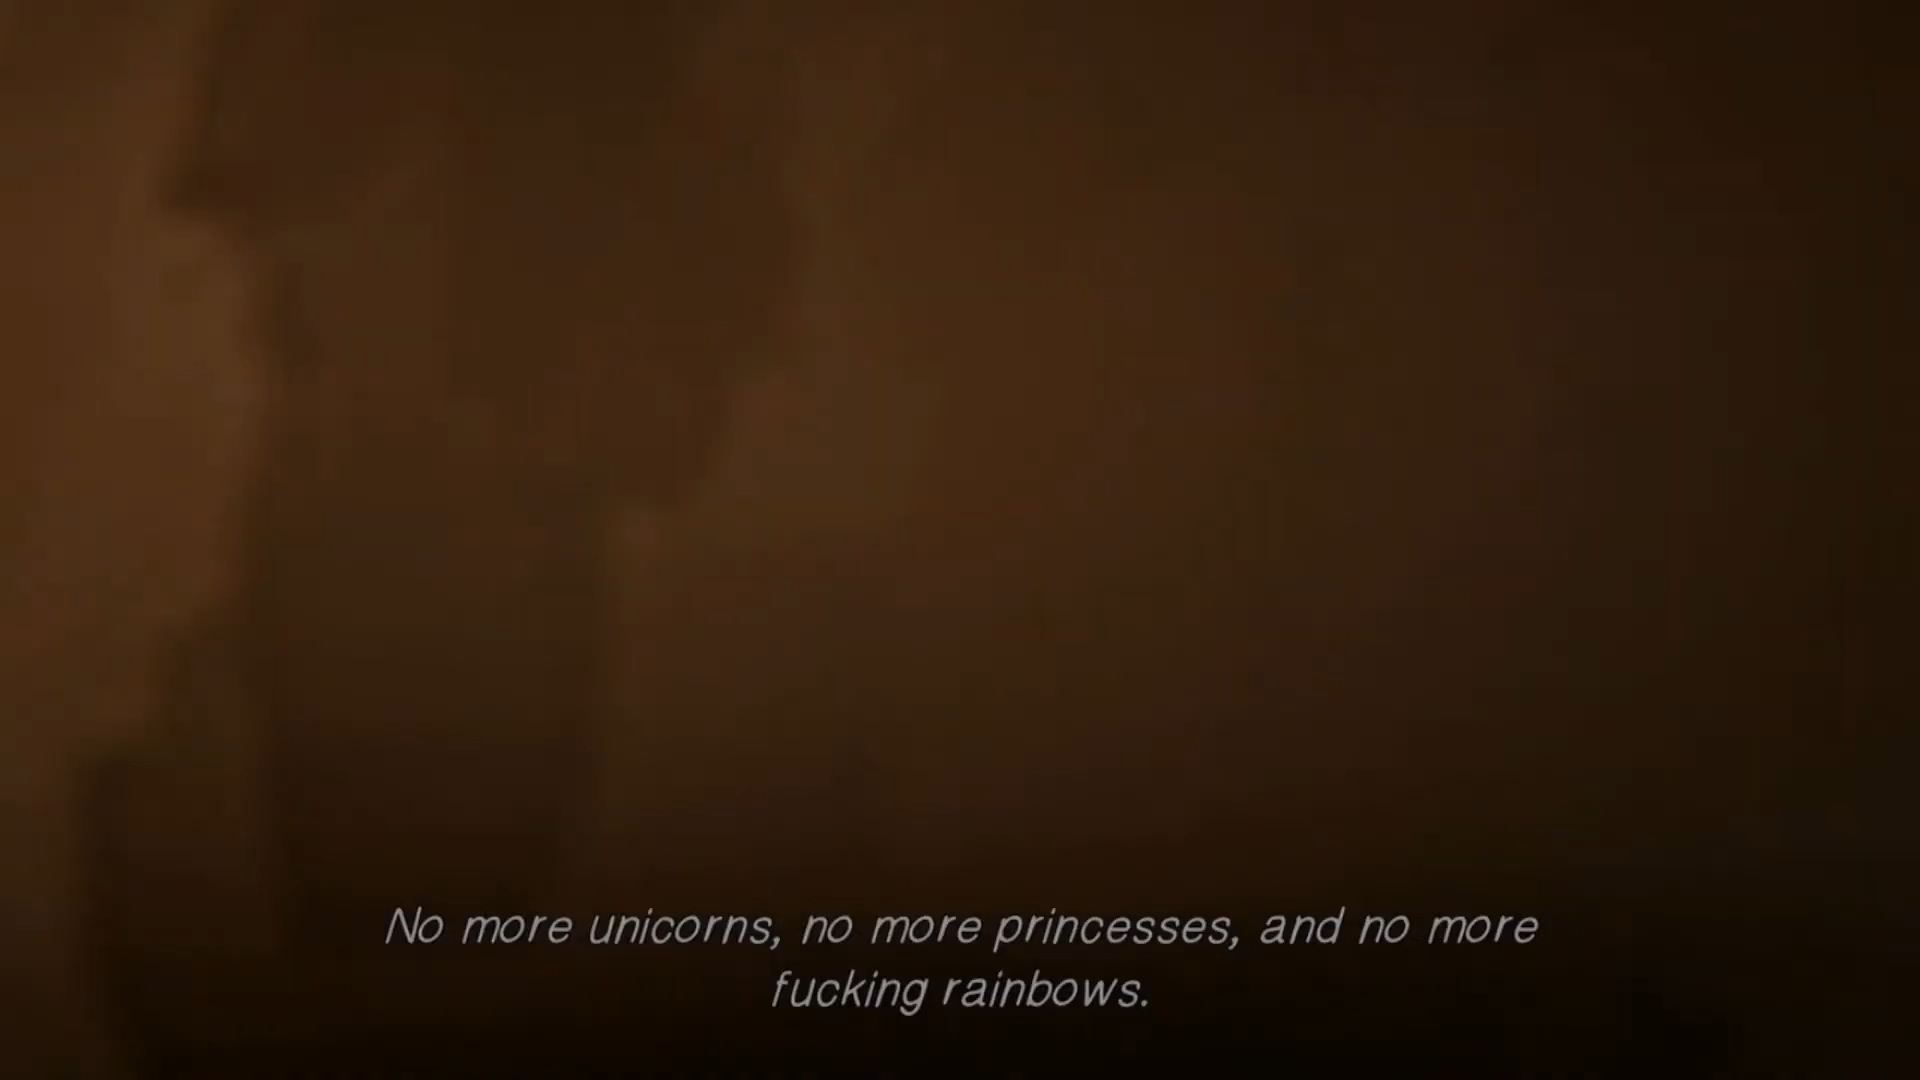 No more unicorns, no more princesses, and no more
fucking rainbows.